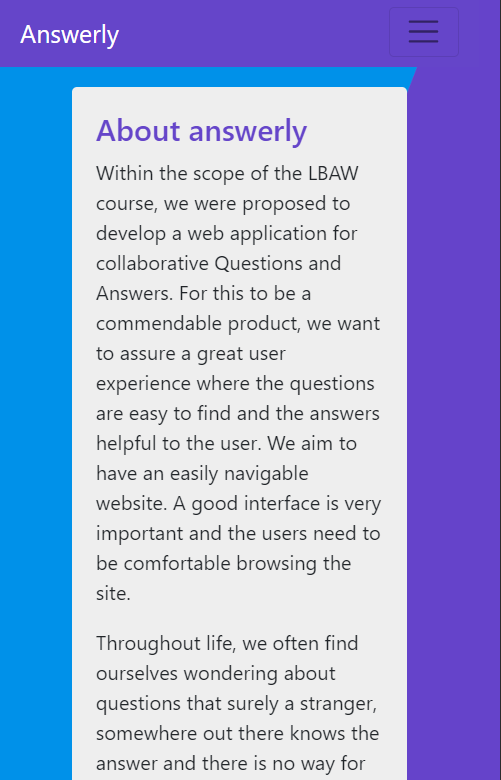 Answerly
About answerly
Within the scope of the LBAW
course, we were proposed to
develop a web application for
collaborative Questions and
Answers. For this to be a
commendable product, we want
to assure a great user
experience where the questions
are easy to find and the answers
helpful to the user. We aim to
have an easily navigable
website. A good interface is very
important and the users need to
be comfortable browsing the
site.
Throughout life, we often find
ourselves wondering about
questions that surely a stranger,
somewhere out there knows the
answer and there is no way for